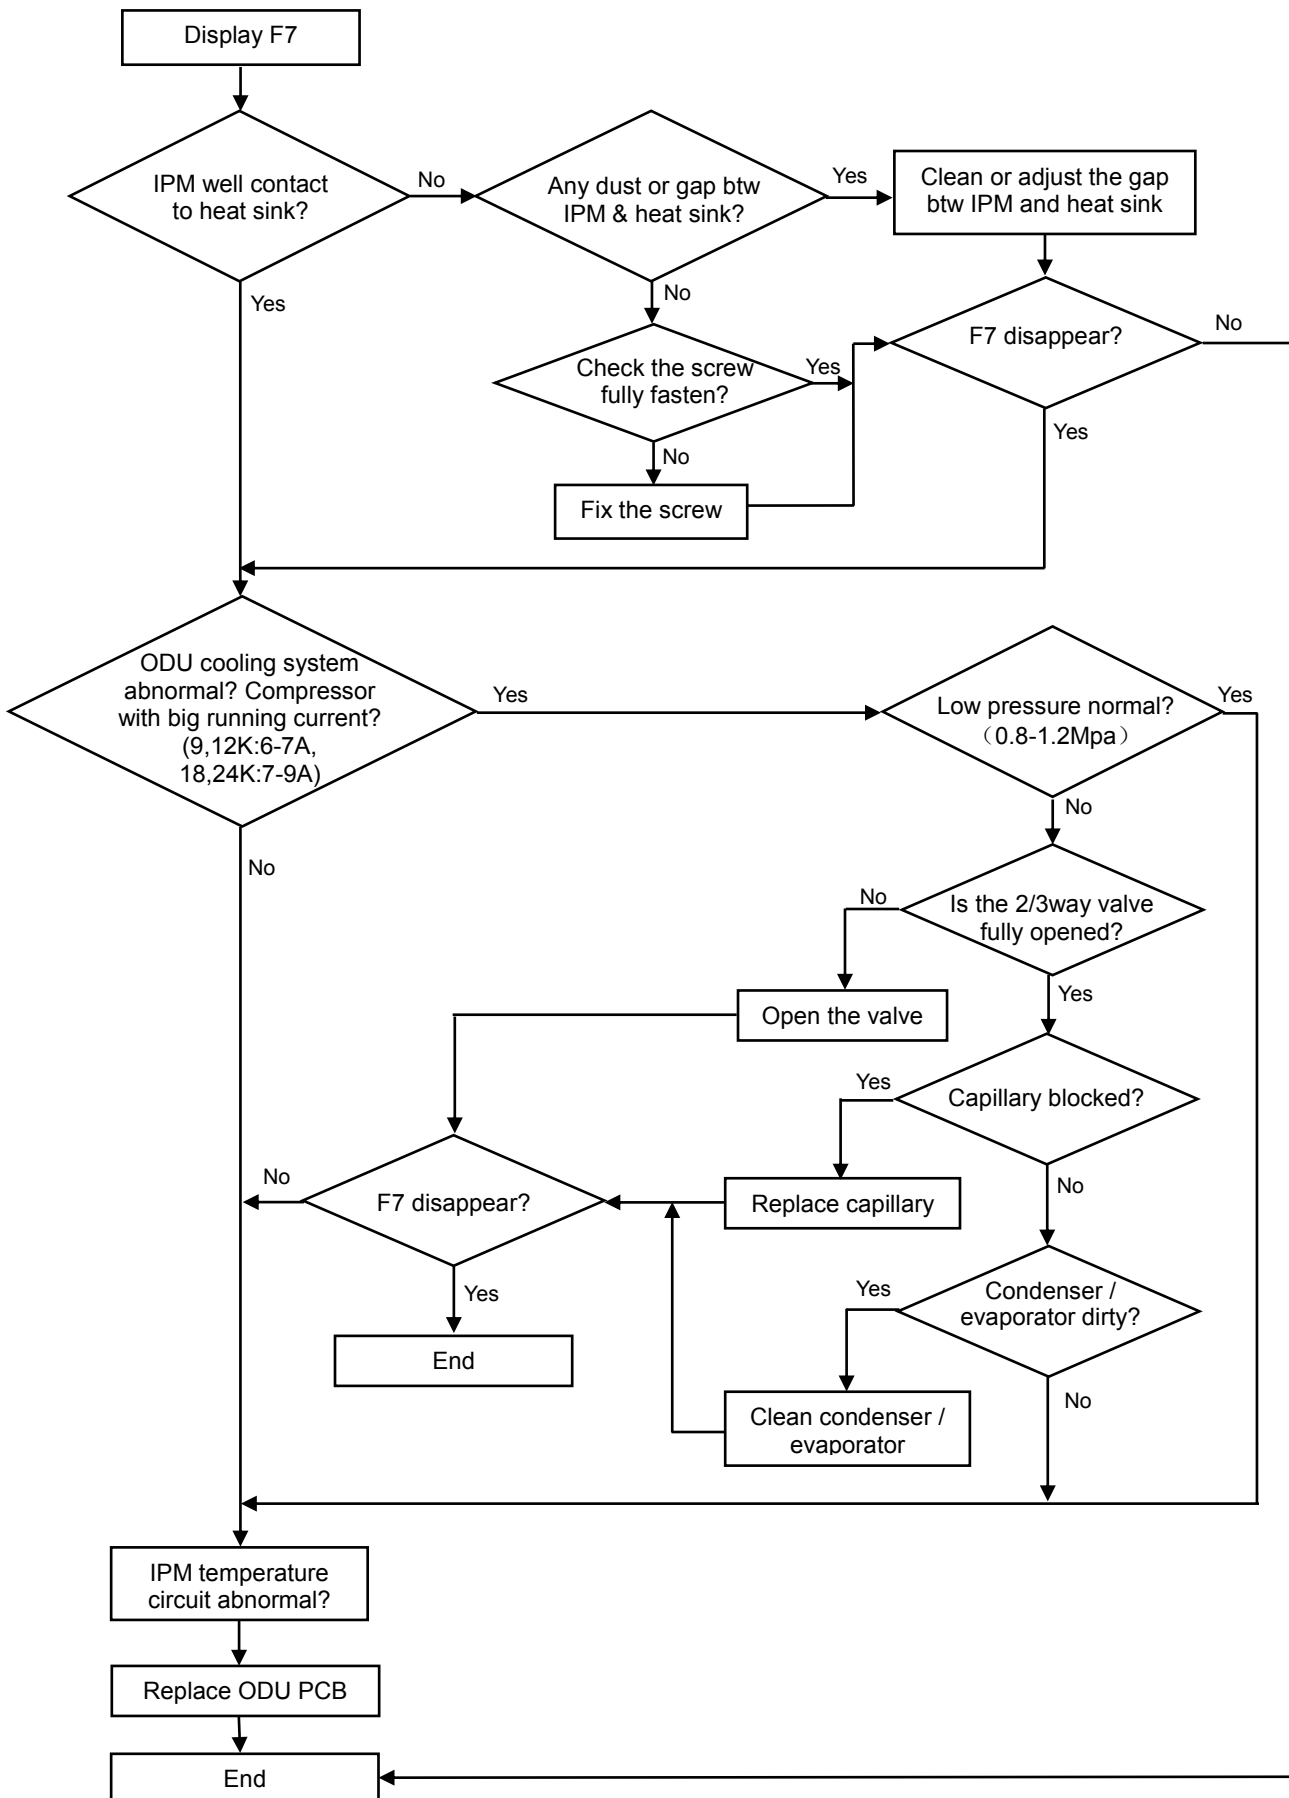 Display F7
IPM well contact
to heat sink?
No
Any dust or gap btw
IPM & heat sink?
Yes
Clean or adjust the gap
btw IPM and heat sink
Yes
No
F7 disappear?
No
Check the screw
fully fasten?
Yes
Yes
No
Fix the screw
ODU cooling system
abnormal? Compressor
with big running current?
(9,12K:6-7A,
18,24K:7-9A)
Yes
Low pressure normal?
（0.8-1.2Mpa）
Yes
No
No
Is the 2/3way valve
fully opened?
No
Yes
Open the valve
Capillary blocked?
Yes
No
F7 disappear?
No
Replace capillary
Yes
Condenser /
evaporator dirty?
Yes
End
Clean condenser /
evaporator
No
IPM temperature
circuit abnormal?
Replace ODU PCB
End